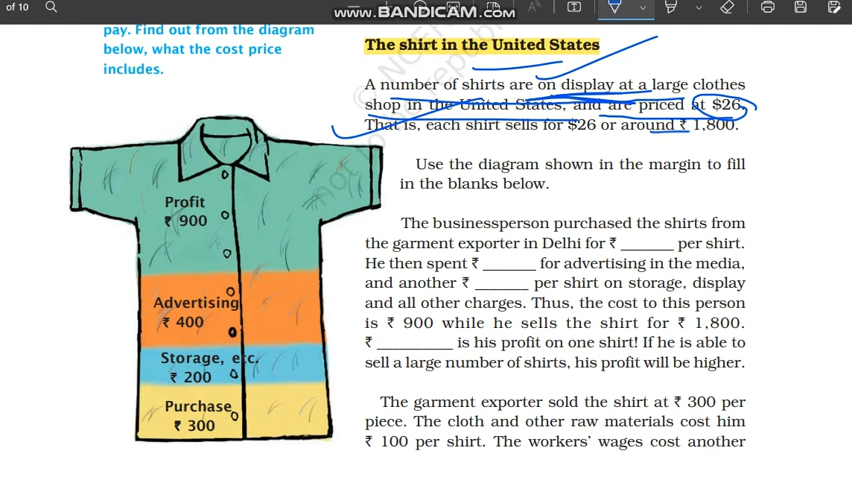 of 10
www.BANDICAM.com
pay. Find out from the diagram
below, what the cost price
includes.
The shirt in the United States
A number of shirts are on display at a large clothes
shop in the United States, and are priced at $26.
That is, each shirt sells for $26 or around ₹ 1,800.
Use the diagram shown in the margin to fill
in the blanks below.
The businessperson purchased the shirts from
the garment exporter in Delhi for ₹ _______ per shirt.
He then spent ₹ _______ for advertising in the media,
and another ₹ _______ per shirt on storage, display
and all other charges. Thus, the cost to this person
is ₹ 900 while he sells the shirt for ₹ 1,800.
₹ __________ is his profit on one shirt! If he is able to
sell a large number of shirts, his profit will be higher.
The garment exporter sold the shirt at ₹ 300 per
piece. The cloth and other raw materials cost him
₹ 100 per shirt. The workers' wages cost another
Profit
₹ 900
Advertising
₹ 400
Storage, etc.
₹ 200
Purchase
₹ 300